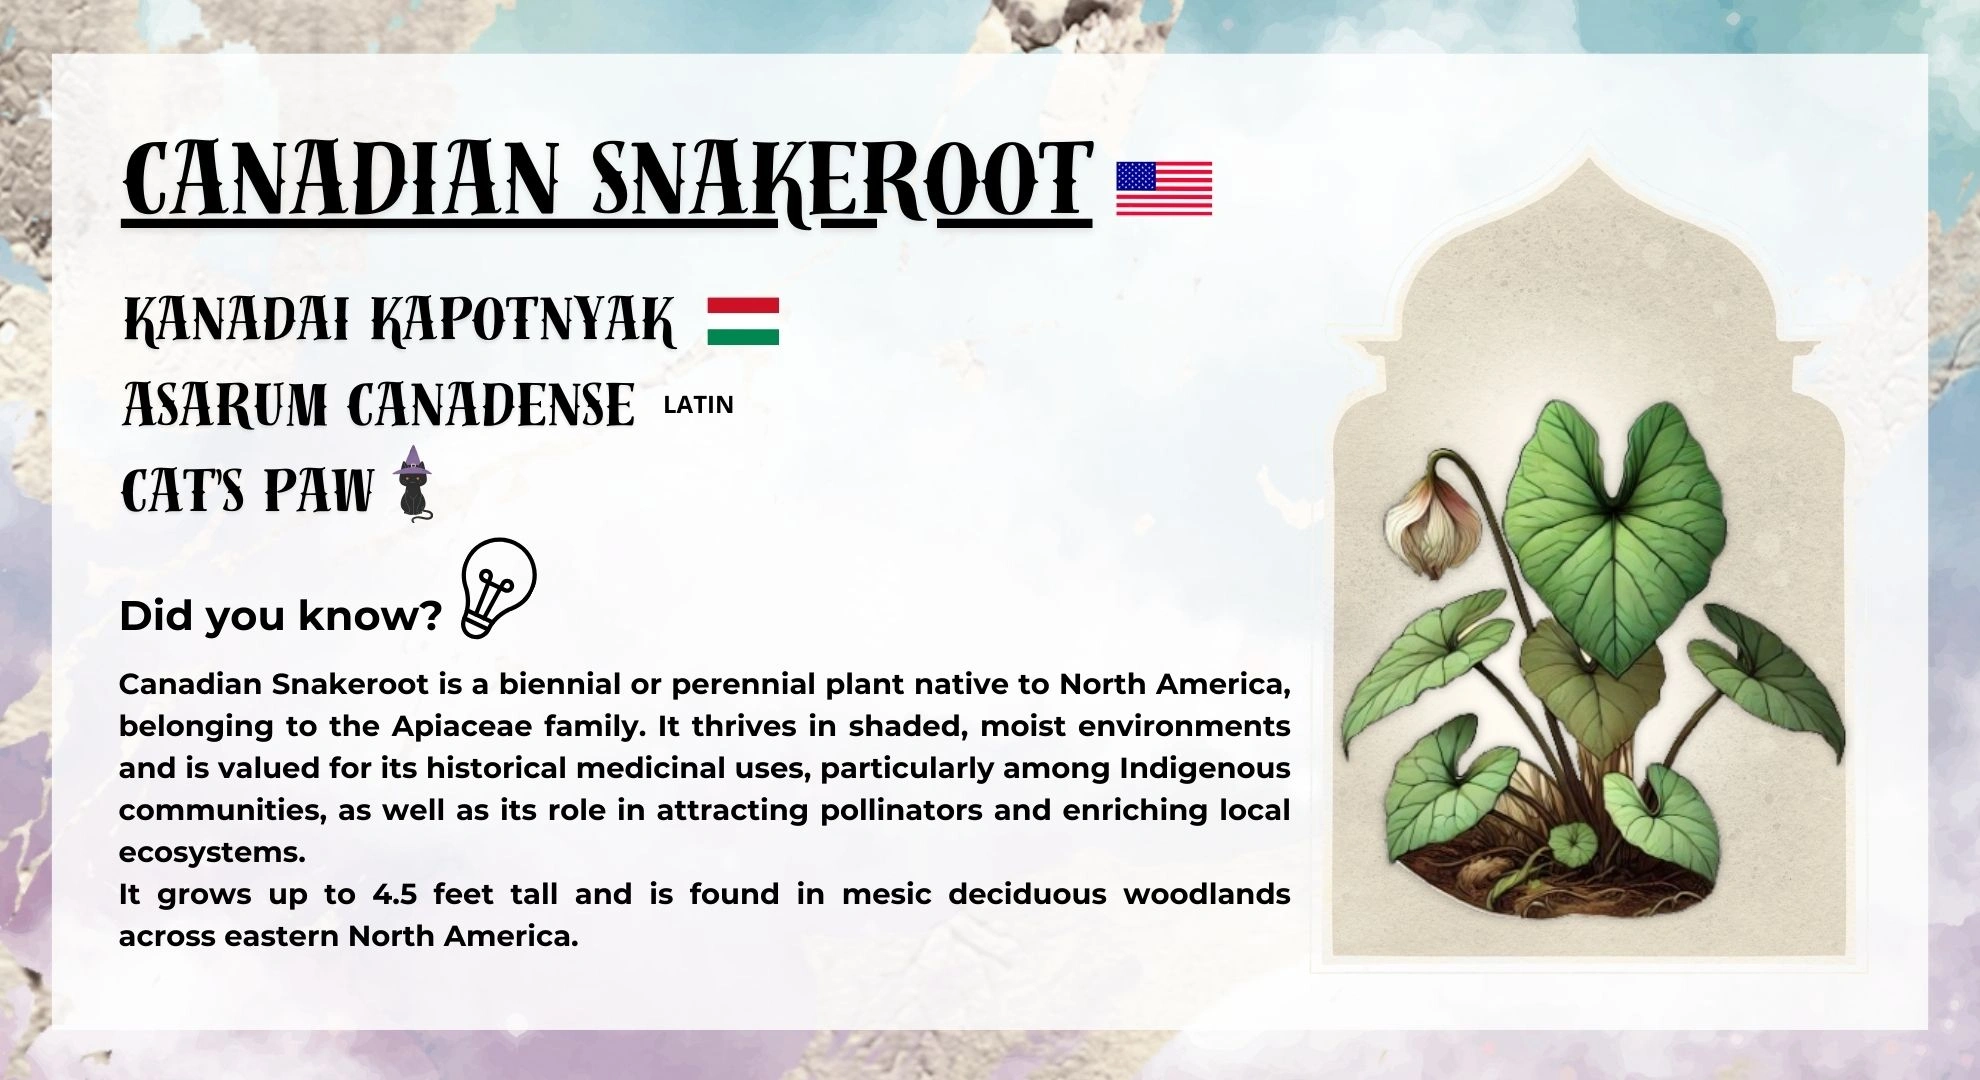 CANADIAN SNAKEROOT
KANADAI KAPOTNYAK
ASARUM CANADENSE LATIN
CAT'S PAW
Did you know?
Canadian Snakeroot is a biennial or perennial plant native to North America,
belonging to the Apiaceae family. It thrives in shaded, moist environments
and is valued for its historical medicinal uses, particularly among Indigenous
communities, as well as its role in attracting pollinators and enriching local
ecosystems.
It grows up to 4.5 feet tall and is found in mesic deciduous woodlands
across eastern North America.